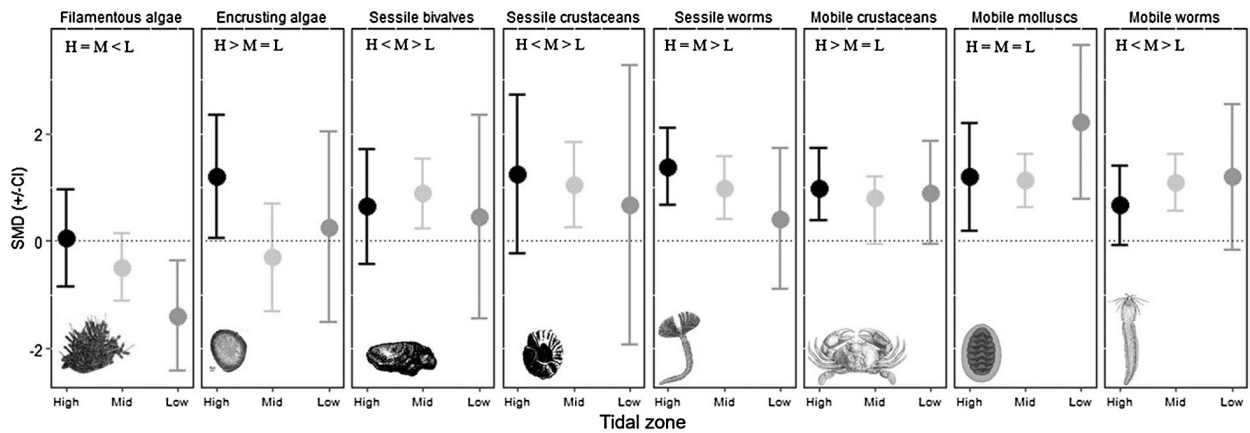 Filamentous algae Encrusting algae Sessile bivalves Sessile crustaceans Sessile worms Mobile crustaceans Mobile molluscs Mobile worms
H = M < L H > M = L H < M > L H < M > L H = M > L H > M = L H = M = L H < M > L
SMD (+/-CI)
2
0
-2
High Mid Low High Mid Low High Mid Low High Mid Low High Mid Low High Mid Low High Mid Low High Mid Low
Tidal zone